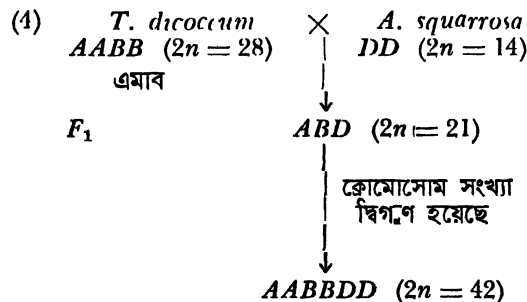 (4) T. dicoccum × A. squarrosa
AABB (2n = 28) DD (2n = 14)
এমাব
F₁ ABD (2n = 21)
ক্রোমোসোম সংখ্যা
দ্বিগুণ হয়েছে
AABBDD (2n = 42)